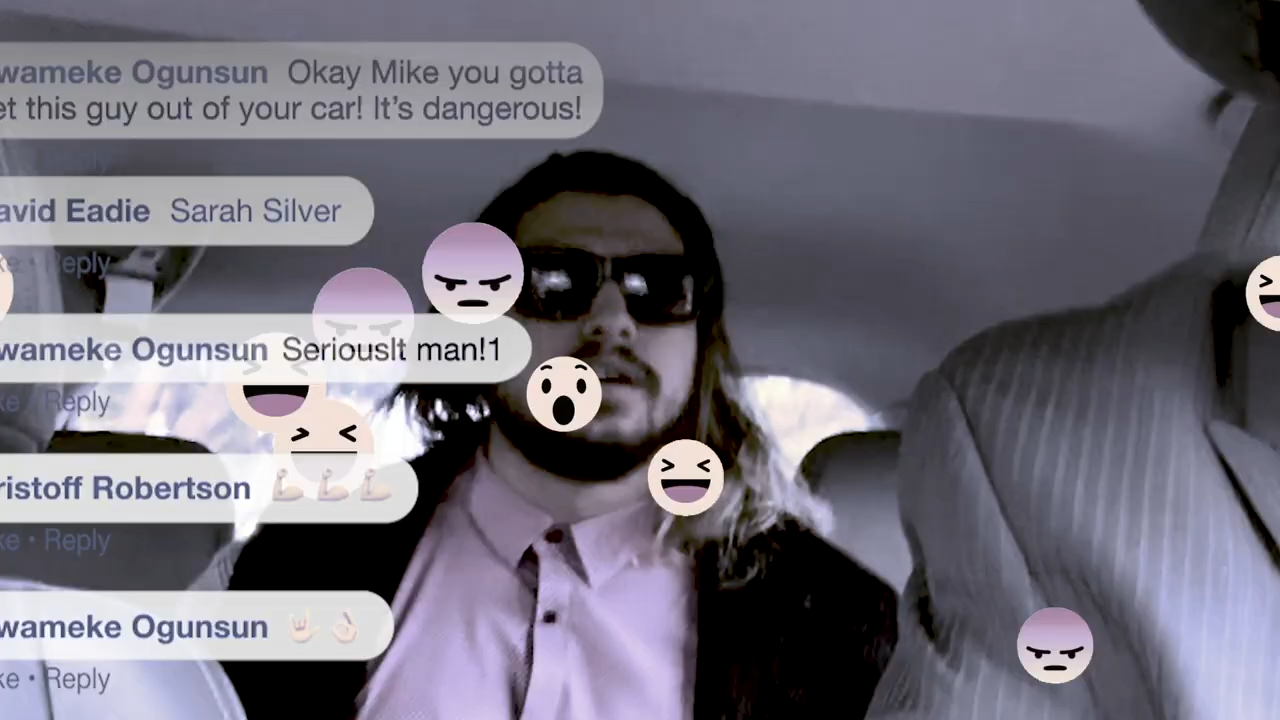 wameke Ogunsun Okay Mike you gotta
et this guy out of your car! It's dangerous!
Reply
avid Eadie Sarah Silver
ke • Reply
wameke Ogunsun Seriouslt man!1
ke • Reply
ristoff Robertson 💪🏻💪🏻💪🏻
ke • Reply
wameke Ogunsun 🤘🏻👌🏻
ke • Reply